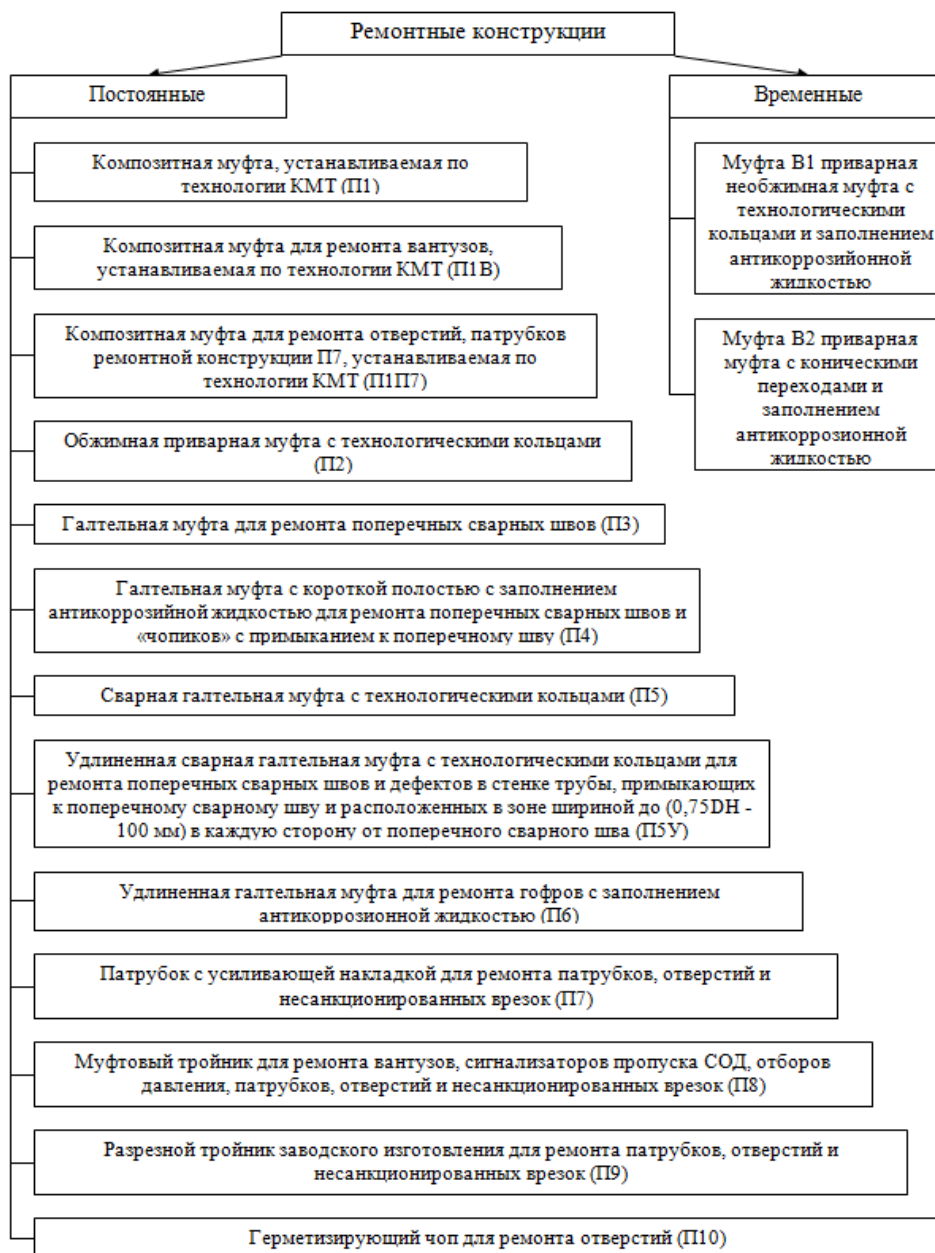 Ремонтные конструкции
Постоянные
Временные
Композитная муфта, устанавливаемая по
технологии КМТ (П1)
Композитная муфта для ремонта вантузов,
устанавливаемая по технологии КМТ (П1В)
Композитная муфта для ремонта отверстий, патрубков
ремонтной конструкции П7, устанавливаемая по
технологии КМТ (П1П7)
Обжимная приварная муфта с технологическими кольцами
(П2)
Галтельная муфта для ремонта поперечных сварных швов (П3)
Галтельная муфта с короткой полостью с заполнением
антикоррозийной жидкостью для ремонта поперечных сварных швов и
«чопиков» с примыканием к поперечному шву (П4)
Сварная галтельная муфта с технологическими кольцами (П5)
Удлиненная сварная галтельная муфта с технологическими кольцами для
ремонта поперечных сварных швов и дефектов в стенке трубы, примыкающих
к поперечному сварному шву и расположенных в зоне шириной до (0,75DH -
100 мм) в каждую сторону от поперечного сварного шва (П5У)
Удлиненная галтельная муфта для ремонта гофров с заполнением
антикоррозионной жидкостью (П6)
Патрубок с усиливающей накладкой для ремонта патрубков, отверстий и
несанкционированных врезок (П7)
Муфтовый тройник для ремонта вантузов, сигнализаторов пропуска СОД, отборов
давления, патрубков, отверстий и несанкционированных врезок (П8)
Разрезной тройник заводского изготовления для ремонта патрубков, отверстий и
несанкционированных врезок (П9)
Герметизирующий чоп для ремонта отверстий (П10)
Муфта В1 приварная
необжимная муфта с
технологическими
кольцами и заполнением
антикоррозийонной
жидкостью
Муфта В2 приварная
муфта с коническими
переходами и
заполнением
антикоррозионной
жидкостью